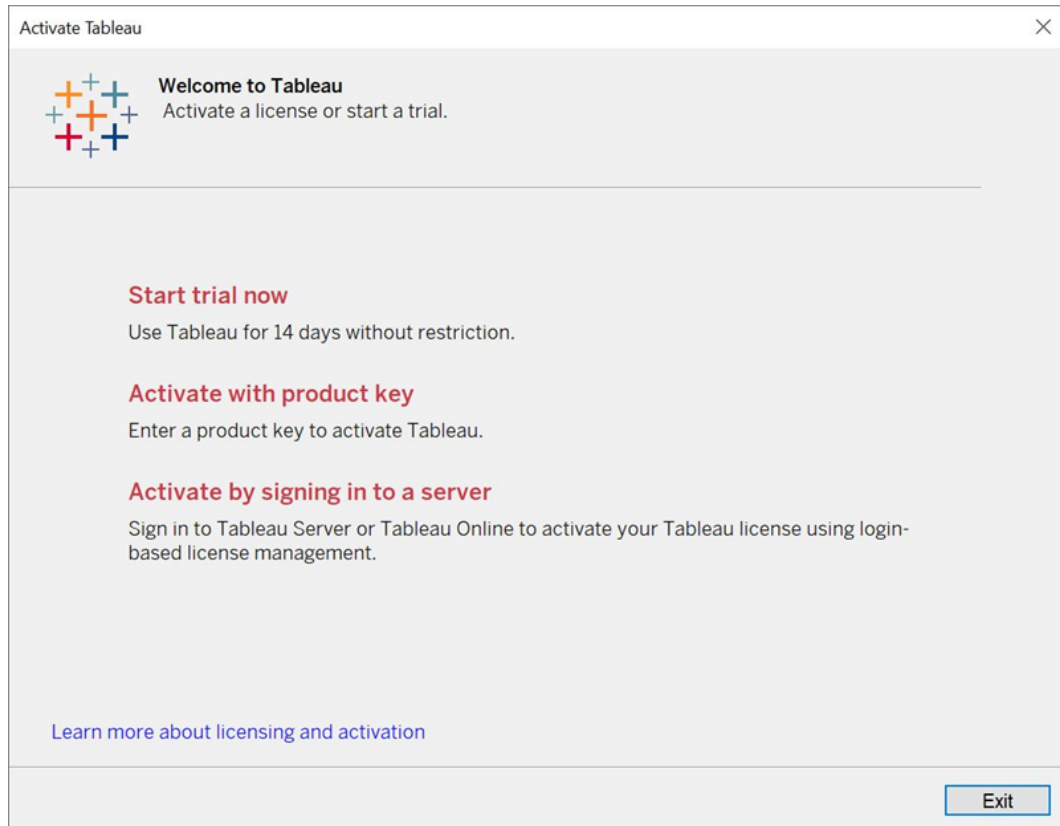 Activate Tableau
Welcome to Tableau
Activate a license or start a trial.
Start trial now
Use Tableau for 14 days without restriction.
Activate with product key
Enter a product key to activate Tableau.
Activate by signing in to a server
Sign in to Tableau Server or Tableau Online to activate your Tableau license using login-
based license management.
Learn more about licensing and activation
Exit